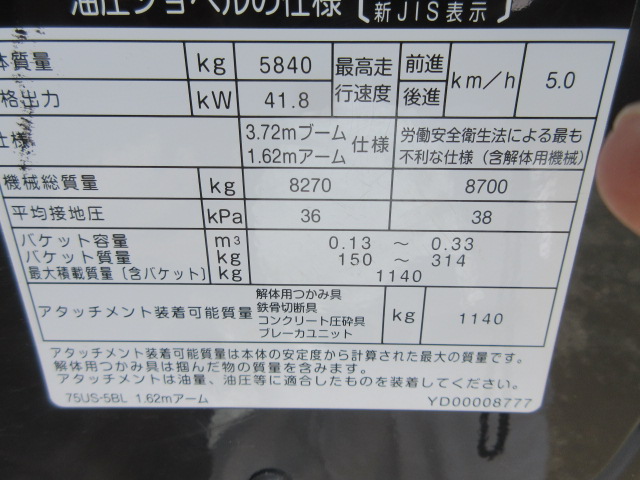 油圧ショベルの仕様〔新JIS表示〕
体質量 kg 5840 最高走行速度 前進 後進 km/h 5.0
格出力 kW 41.8
仕様 3.72mブーム 1.62mアーム 仕様 労働安全衛生法による最も不利な仕様(含解体用機械)
機械総質量 kg 8270 8700
平均接地圧 kPa 36 38
バケット容量 m³ 0.13 ~ 0.33
バケット質量 kg 150 ~ 314
最大積載質量(含バケット) kg 1140
アタッチメント装着可能質量 解体用つかみ具 鉄骨切断具 コンクリート圧砕具 ブレーカユニット kg 1140
アタッチメント装着可能質量は本体の安定度から計算された最大の質量です。
解体用つかみ具は掴んだ物の質量を含みます。
アタッチメントは油量、油圧等に適合したものを装着してください。
75US-5BL 1.62mアーム YD00008777